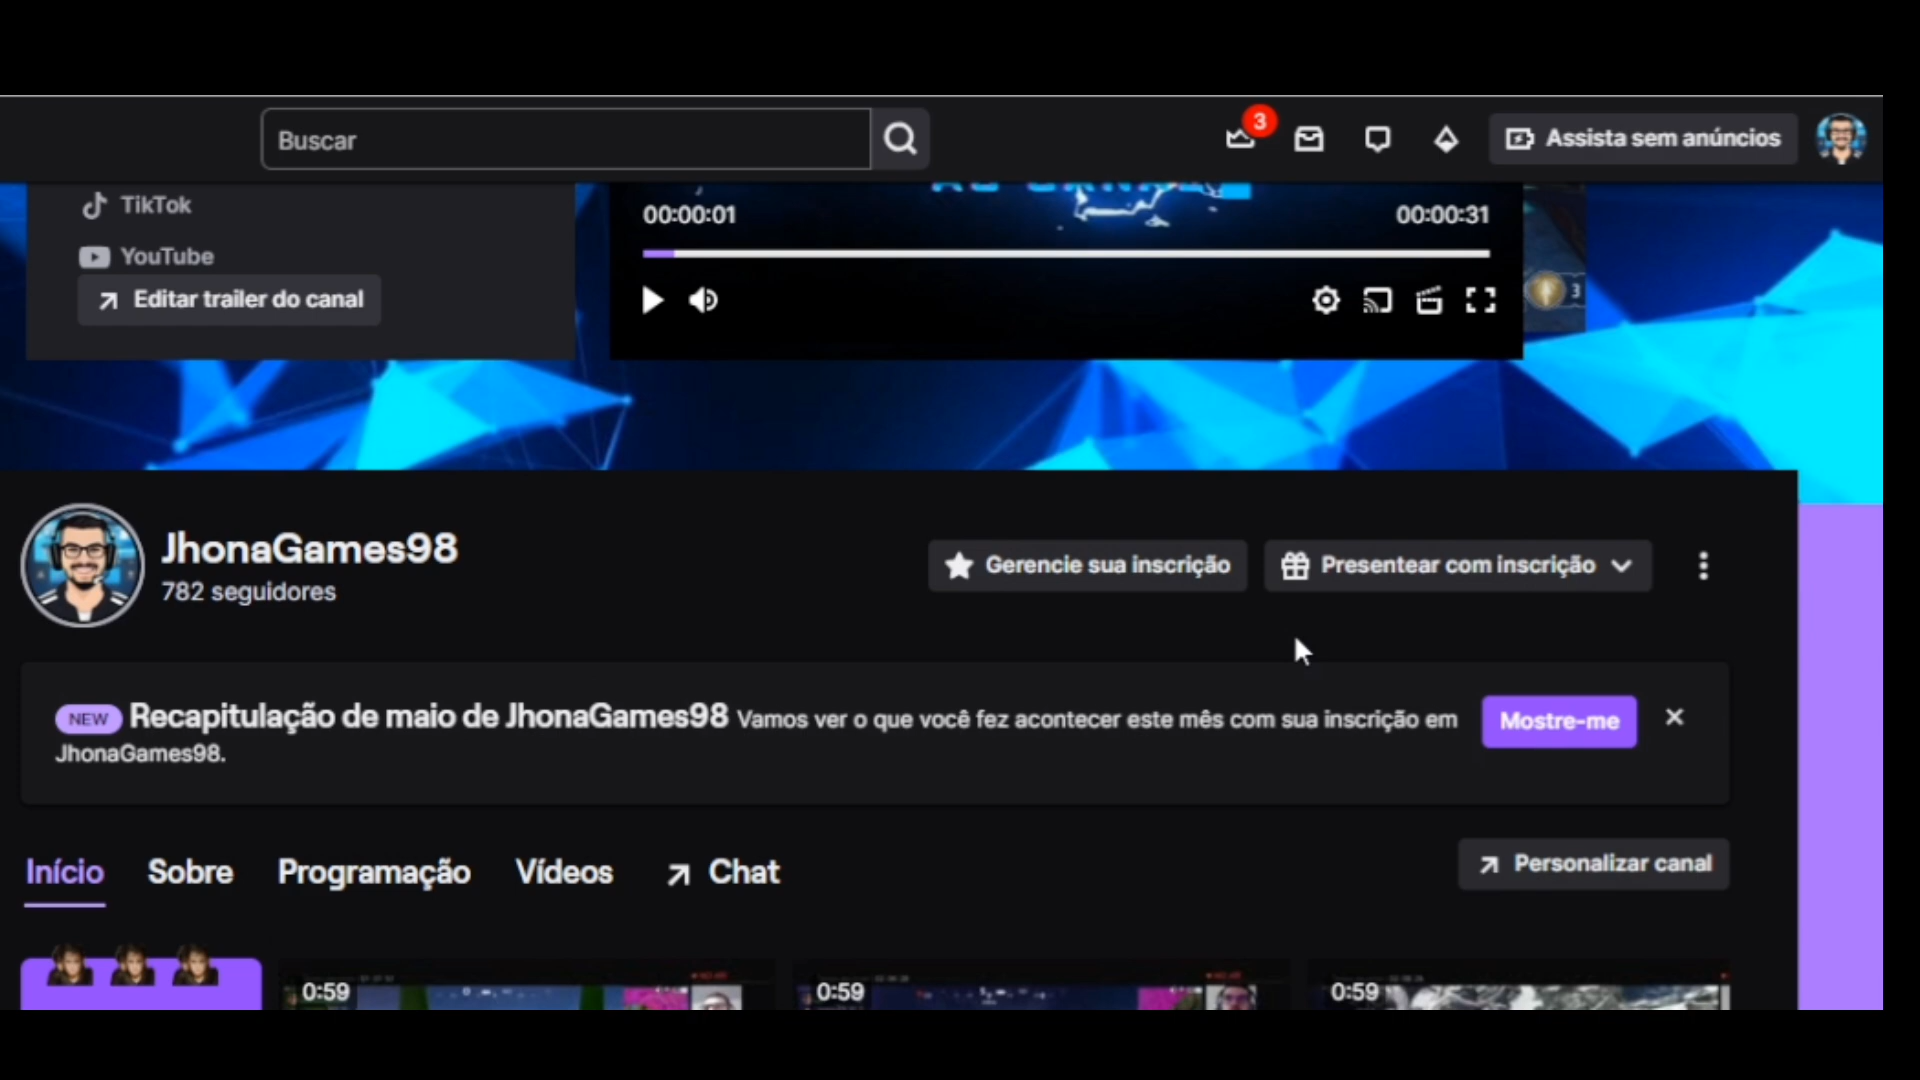 Buscar
3
Assista sem anúncios
TikTok
YouTube
Editar trailer do canal
00:00:01
00:00:31
3
JhonaGames98
782 seguidores
Gerencie sua inscrição
Presentear com inscrição
NEW Recapitulação de maio de JhonaGames98 Vamos ver o que você fez acontecer este mês com sua inscrição em
JhonaGames98.
Mostre-me
Início
Sobre
Programação
Vídeos
Chat
Personalizar canal
0:59
0:59
0:59